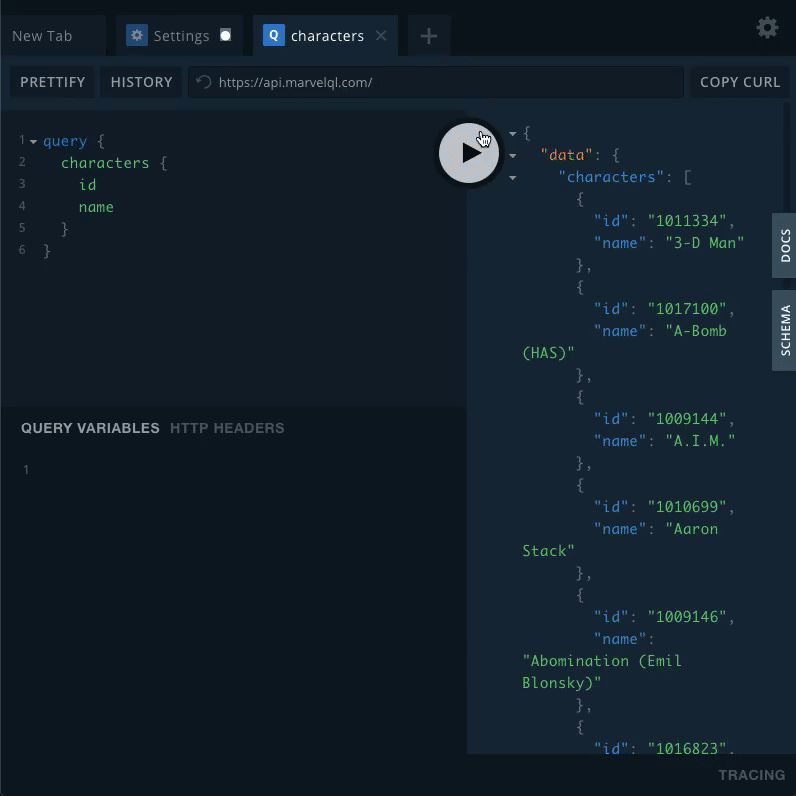 New Tab
Settings
Q characters
PRETTIFY
HISTORY
https://api.marvelql.com/
COPY CURL
1 query {
2 characters {
3 id
4 name
5 }
6 }
QUERY VARIABLES HTTP HEADERS
1
{
"data": {
"characters": [
{
"id": "1011334",
"name": "3-D Man"
},
{
"id": "1017100",
"name": "A-Bomb
(HAS)"
},
{
"id": "1009144",
"name": "A.I.M."
},
{
"id": "1010699",
"name": "Aaron
Stack"
},
{
"id": "1009146",
"name":
"Abomination (Emil
Blonsky)"
},
{
"id": "1016823",
DOCS
SCHEMA
TRACING